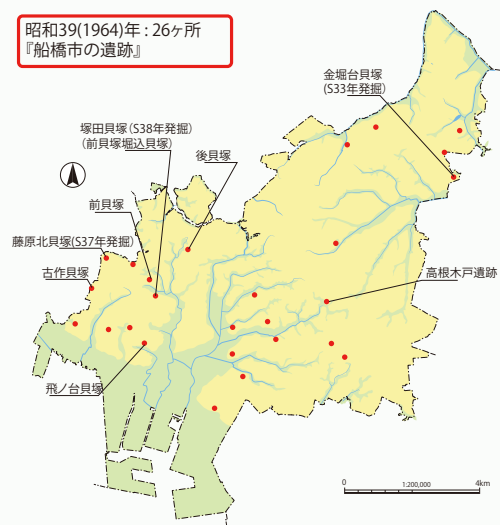 昭和39(1964)年：26ヶ所
『船橋市の遺跡』
金堀台貝塚
(S33年発掘)
塚田貝塚（S38年発掘)
(前貝塚堀込貝塚）
後貝塚
前貝塚
藤原北貝塚(S37年発掘）
古作貝塚
高根木戸遺跡
飛ノ台貝塚
0
1:200,000
4km